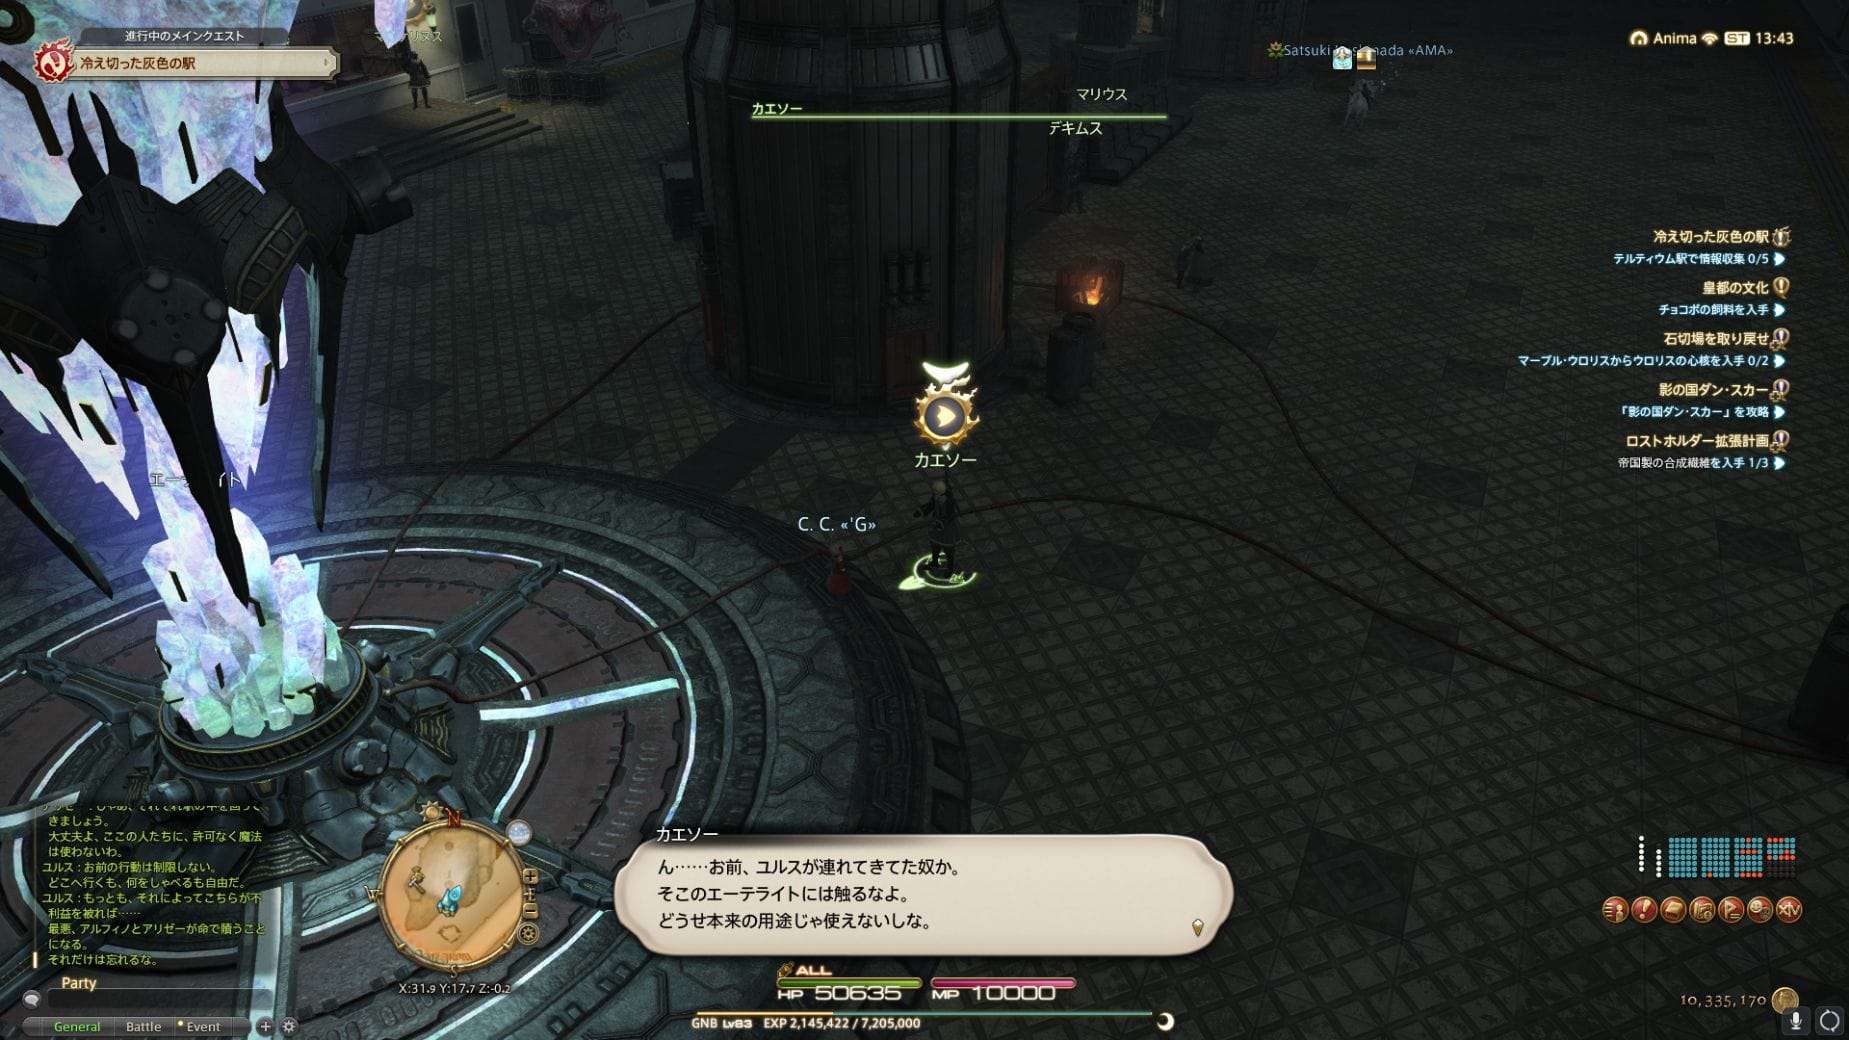 進行中のメインクエスト
冷え切った灰色の駅
Anima ST 13:43
Satsuki
«AMA»
マリウス
カエソー
デキムス
冷え切った灰色の駅
テルティウム駅で情報収集 0/5
皇都の文化
チョコボの飼料を入手
石切場を取り戻せ
マーブル・ウロリスからウロリスの心核を入手 0/2
影の国ダン・スカー
「影の国ダン・スカー」を攻略
ロストホルダー拡張計画
帝国製の合成繊維を入手 1/3
カエソー
C. C. «'G»
きましょう。
大丈夫よ、ここの人たちに、許可なく魔法
は使わないわ。
ユルス : お前の行動は制限しない。
どこへ行くも、何をしゃべるも自由だ。
ユルス : もっとも、それによってこちらが不
利益を被れば……
最悪、アルフィノとアリゼーが命で贖うこと
になる。
それだけは忘れるな。
N
S
X:31.9 Y:17.7 Z:-0.2
カエソー
ん……お前、ユルスが連れてきてた奴か。
そこのエーテライトには触るなよ。
どうせ本来の用途じゃ使えないしな。
ALL
HP 50635 MP 10000
GNB Lv83 EXP 2,145,422 / 7,205,000
Party
General Battle Event
XIV
10,335,170